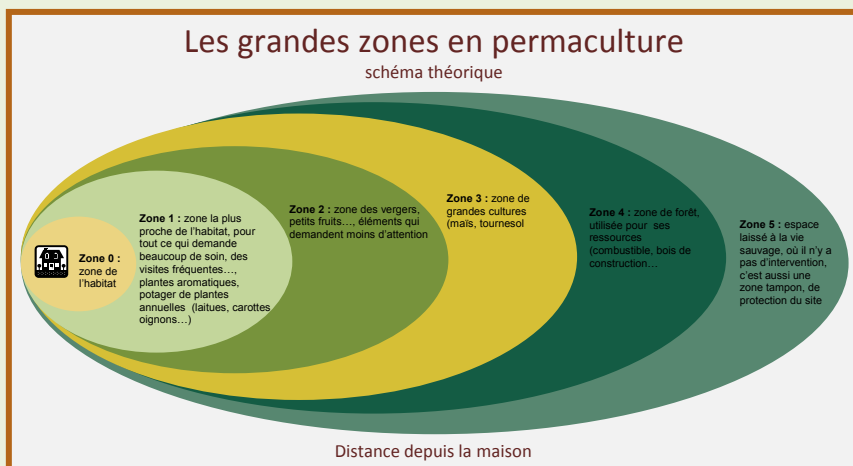 Les grandes zones en permaculture
schéma théorique
Zone 0 :
zone de
l'habitat
Zone 1 : zone la plus
proche de l'habitat, pour
tout ce qui demande
beaucoup de soin, des
visites fréquentes…,
plantes aromatiques,
potager de plantes
annuelles (laitues, carottes
oignons…)
Zone 2 : zone des vergers,
petits fruits…, éléments qui
demandent moins d'attention
Zone 3 : zone de
grandes cultures
(maïs, tournesol
Zone 4 : zone de forêt,
utilisée pour ses
ressources
(combustible, bois de
construction…
Zone 5 : espace
laissé à la vie
sauvage, où il n'y a
pas d'intervention,
c'est aussi une
zone tampon, de
protection du site
Distance depuis la maison